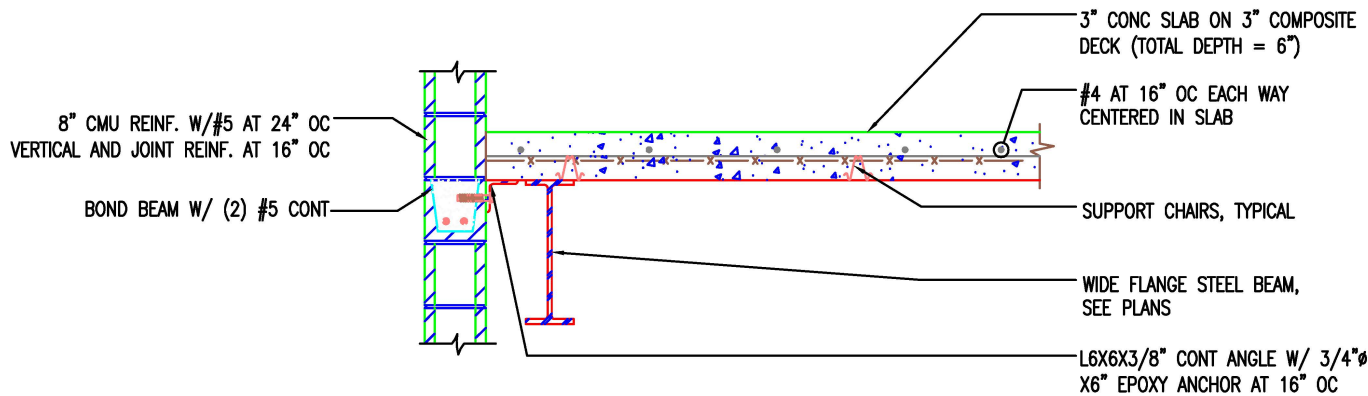 3" CONC SLAB ON 3" COMPOSITE
DECK (TOTAL DEPTH = 6")
#4 AT 16" OC EACH WAY
CENTERED IN SLAB
8" CMU REINF. W/#5 AT 24" OC
VERTICAL AND JOINT REINF. AT 16" OC
BOND BEAM W/ (2) #5 CONT
SUPPORT CHAIRS, TYPICAL
WIDE FLANGE STEEL BEAM,
SEE PLANS
L6X6X3/8" CONT ANGLE W/ 3/4"ø
X6" EPOXY ANCHOR AT 16" OC